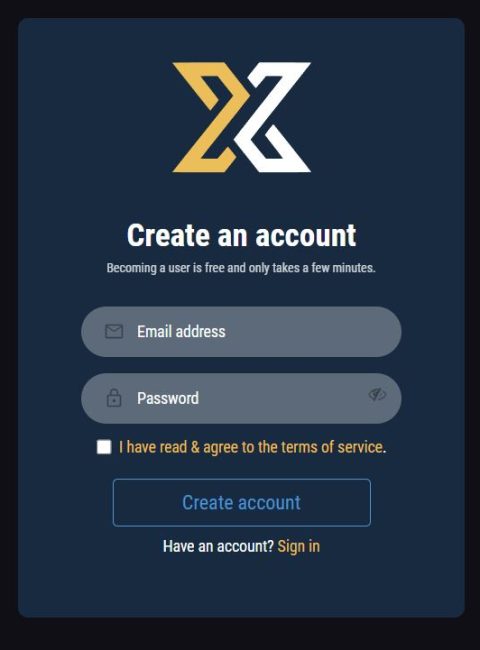 Create an account
Becoming a user is free and only takes a few minutes.
Email address
Password
I have read & agree to the terms of service.
Create account
Have an account? Sign in